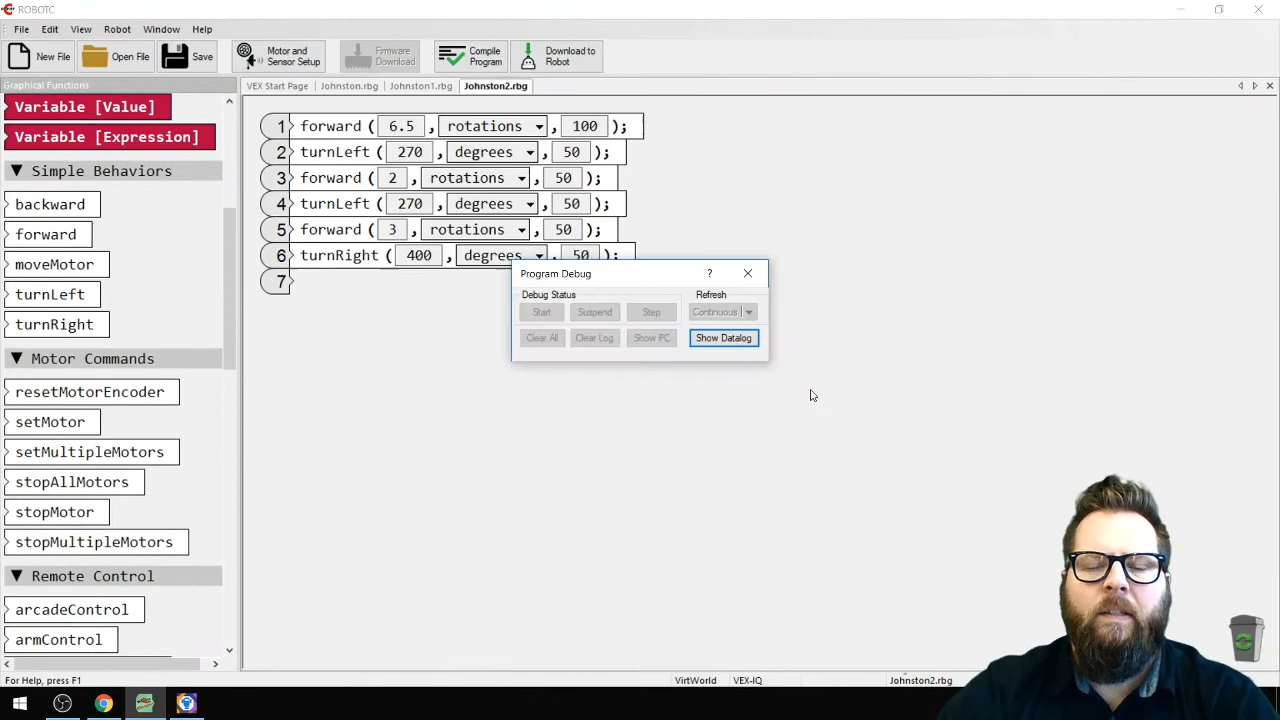 ROBOTC
File Edit View Robot Window Help
New File Open File Save Motor and Sensor Setup Firmware Download Compile Program Download to Robot
Graphical Functions
VEX Start Page Johnston.rbg Johnston1.rbg Johnston2.rbg
Variable [Value]
Variable [Expression]
Simple Behaviors
backward
forward
moveMotor
turnLeft
turnRight
Motor Commands
resetMotorEncoder
setMotor
setMultipleMotors
stopAllMotors
stopMotor
stopMultipleMotors
Remote Control
arcadeControl
armControl
1 forward ( 6.5 , rotations , 100 );
2 turnLeft ( 270 , degrees , 50 );
3 forward ( 2 , rotations , 50 );
4 turnLeft ( 270 , degrees , 50 );
5 forward ( 3 , rotations , 50 );
6 turnRight ( 400 , degrees , 50 );
7
Program Debug ?
Debug Status Refresh
Start Suspend Step Continuous
Clear All Clear Log Show PC Show Datalog
For Help, press F1 VirtWorld VEX-IQ Johnston2.rbg